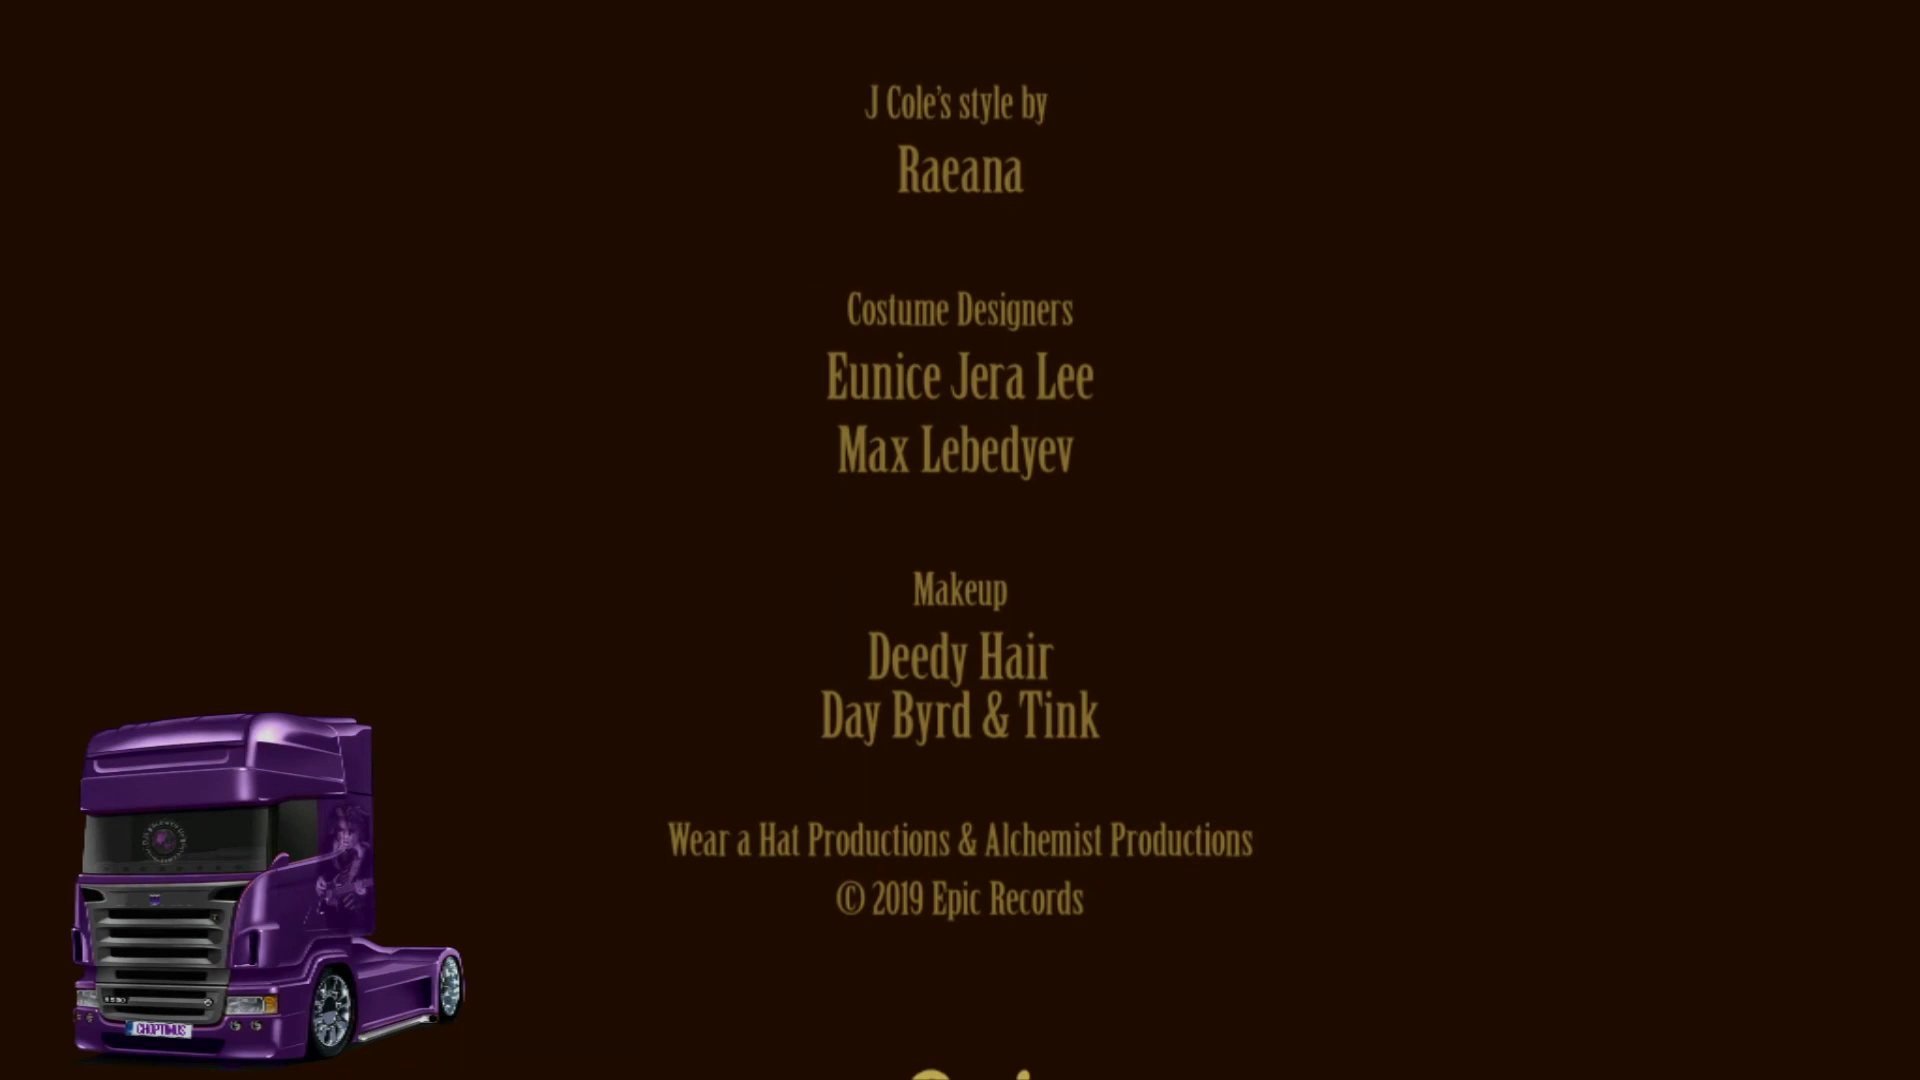 J Cole's style by
Raeana
Costume Designers
Eunice Jera Lee
Max Lebedyev
Makeup
Deedy Hair
Day Byrd & Tink
Wear a Hat Productions & Alchemist Productions
© 2019 Epic Records
CHOPTIMUS